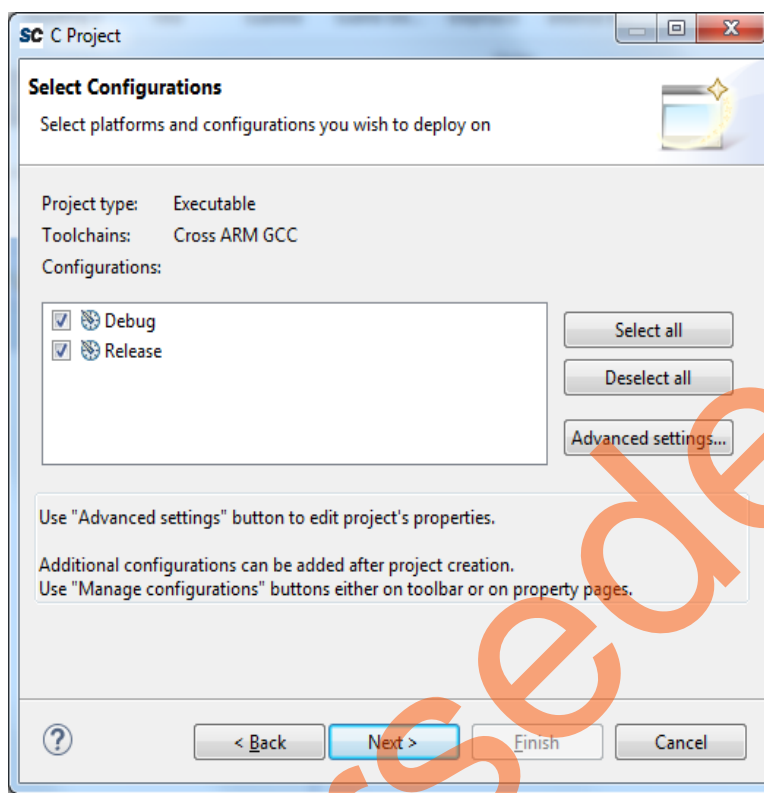 SC C Project
Select Configurations
Select platforms and configurations you wish to deploy on
Project type: Executable
Toolchains: Cross ARM GCC
Configurations:
Debug
Release
Select all
Deselect all
Advanced settings...
Use "Advanced settings" button to edit project's properties.
Additional configurations can be added after project creation.
Use "Manage configurations" buttons either on toolbar or on property pages.
< Back Next > Finish Cancel
sede